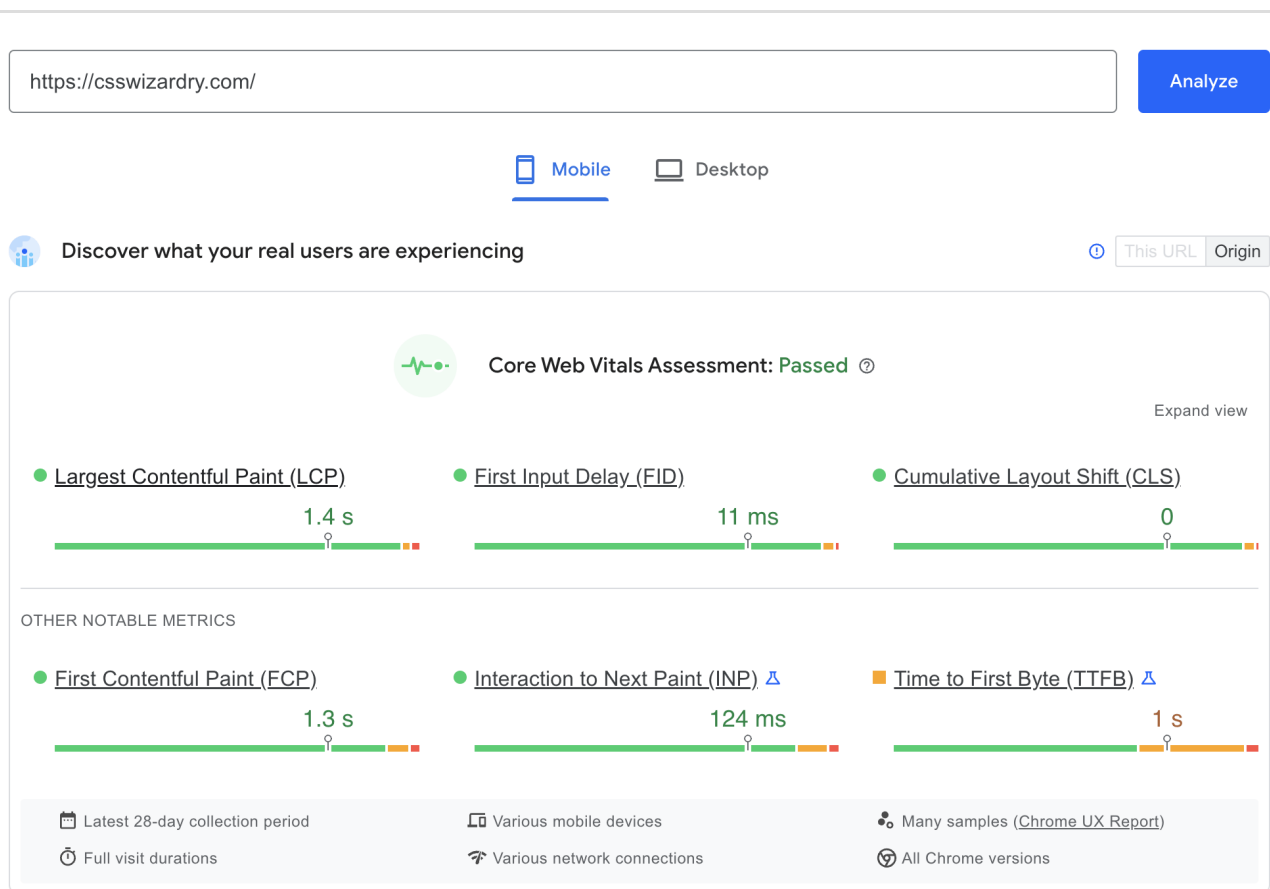 https://csswizardry.com/
Analyze
Mobile
Desktop
Discover what your real users are experiencing
This URL
Origin
Core Web Vitals Assessment: Passed
Expand view
Largest Contentful Paint (LCP)
1.4 s
First Input Delay (FID)
11 ms
Cumulative Layout Shift (CLS)
0
OTHER NOTABLE METRICS
First Contentful Paint (FCP)
1.3 s
Interaction to Next Paint (INP)
124 ms
Time to First Byte (TTFB)
1 s
Latest 28-day collection period
Various mobile devices
Many samples (Chrome UX Report)
Full visit durations
Various network connections
All Chrome versions